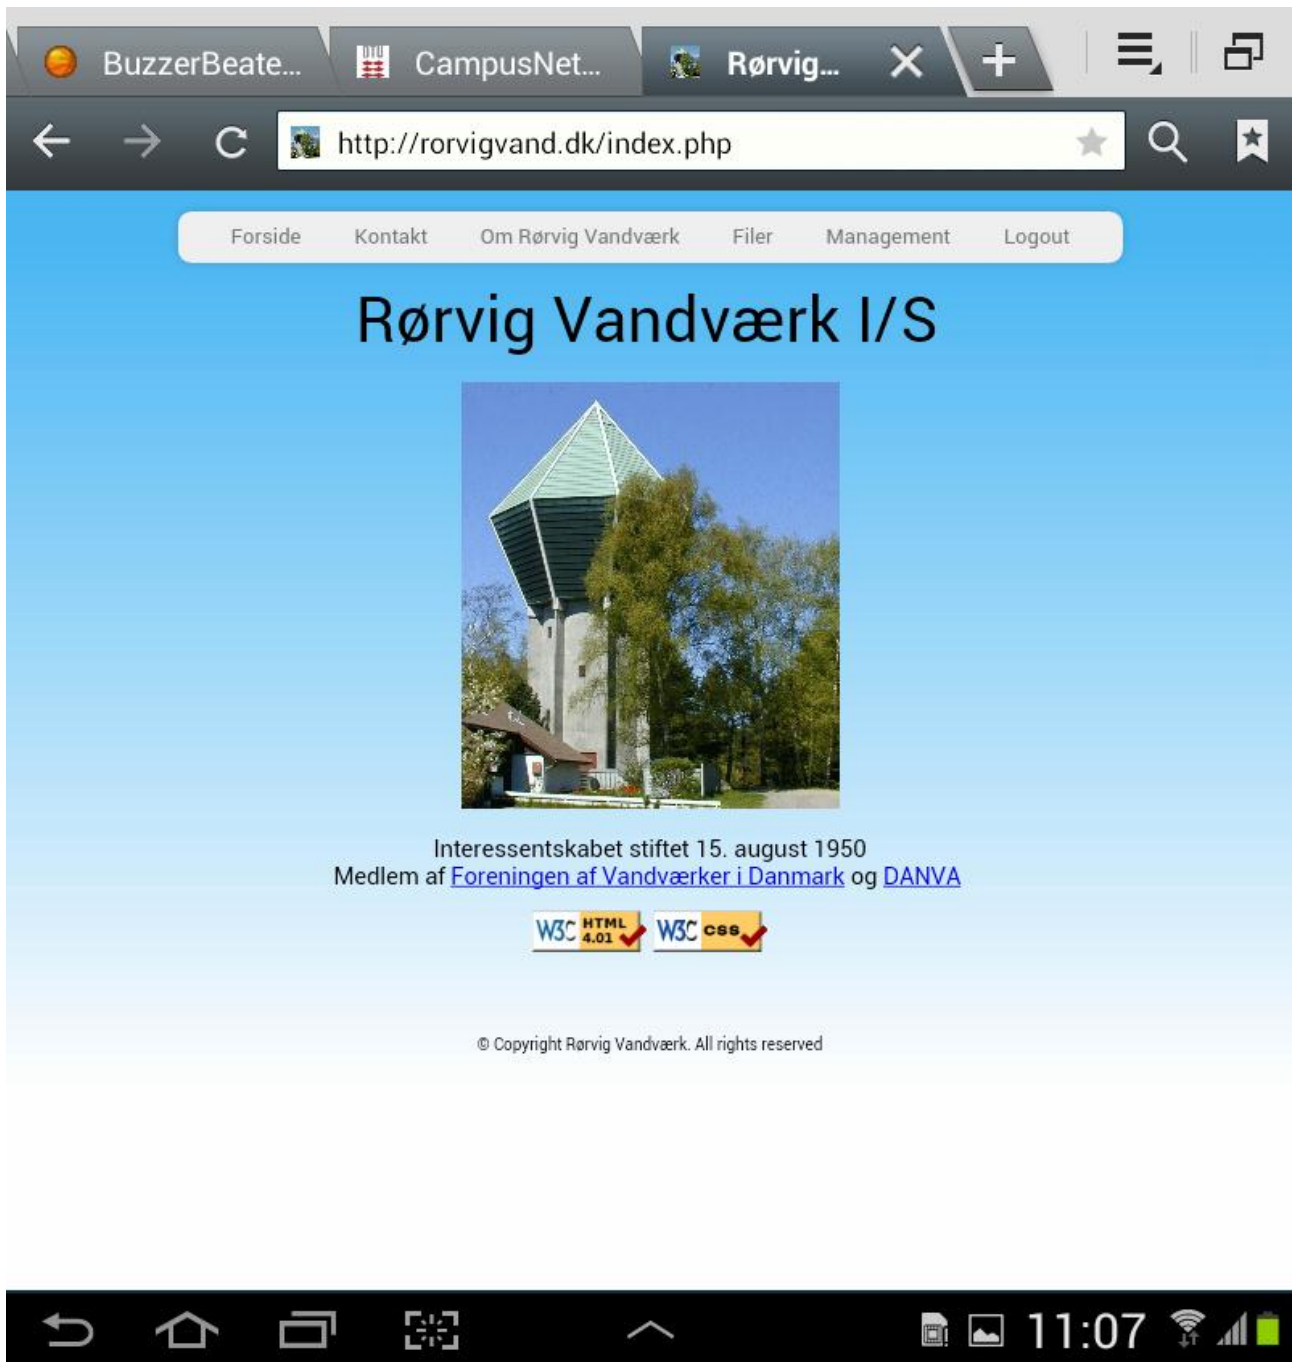 BuzzerBeate...
CampusNet...
Rørvig...
http://rorvigvand.dk/index.php
Forside Kontakt Om Rørvig Vandværk Filer Management Logout
Rørvig Vandværk I/S
Interessentskabet stiftet 15. august 1950
Medlem af Foreningen af Vandværker i Danmark og DANVA
W3C HTML 4.01 W3C css
© Copyright Rørvig Vandværk. All rights reserved
11:07